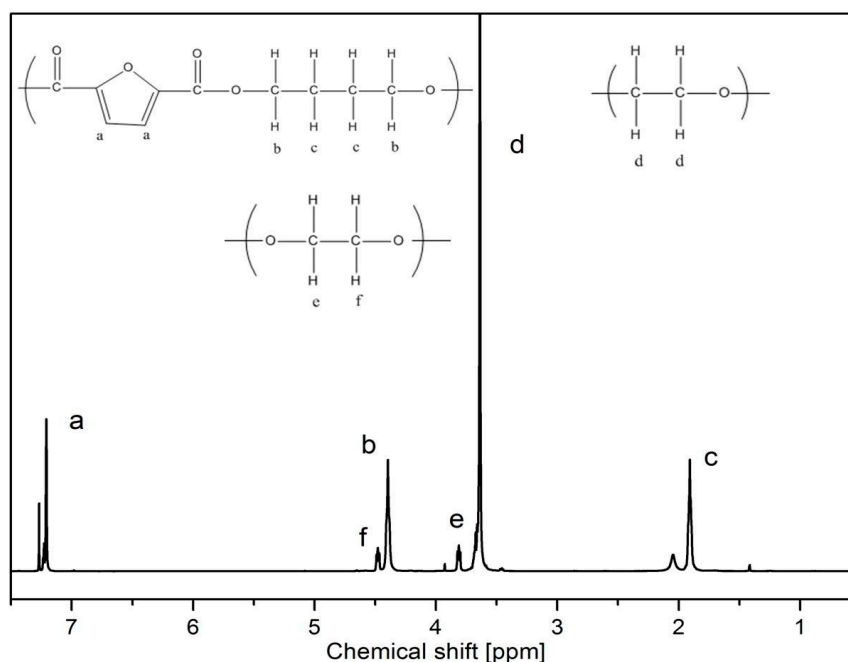 O O H H H H H H
O
C C O C C C C O C C O
H H H H H H
a a
b c c b d d
d
H H
O C C O
H H
e f
a
b
c
f
e
7 6 5 4 3 2 1
Chemical shift [ppm]